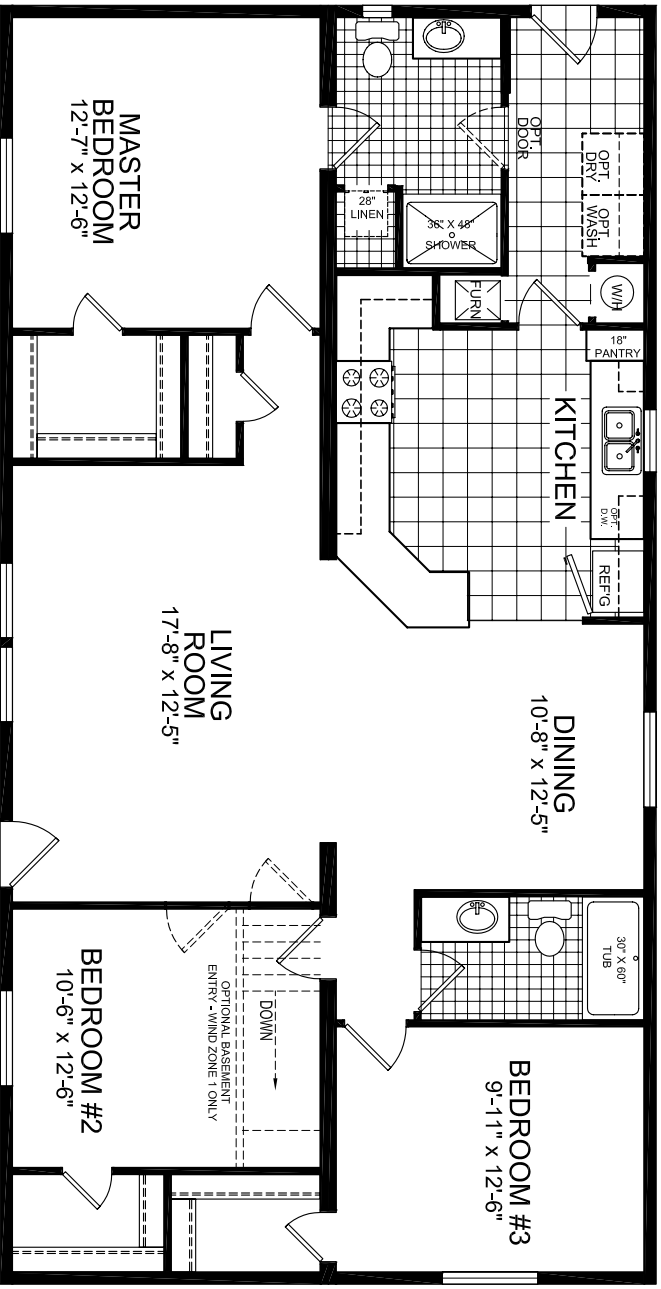 MASTER
BEDROOM
12'-7" x 12'-6"
OPT.
DOOR
OPT.
DRY
OPT.
WASH
28"
LINEN
36" X 48"
SHOWER
FURN
W/H
18"
PANTRY
KITCHEN
OPT.
D.W.
REF'G
LIVING
ROOM
17'-8" x 12'-5"
DINING
10'-8" x 12'-5"
30" X 60"
TUB
BEDROOM #2
10'-6" x 12'-6"
OPTIONAL BASEMENT
ENTRY - WIND ZONE 1 ONLY
DOWN
BEDROOM #3
9'-11" x 12'-6"